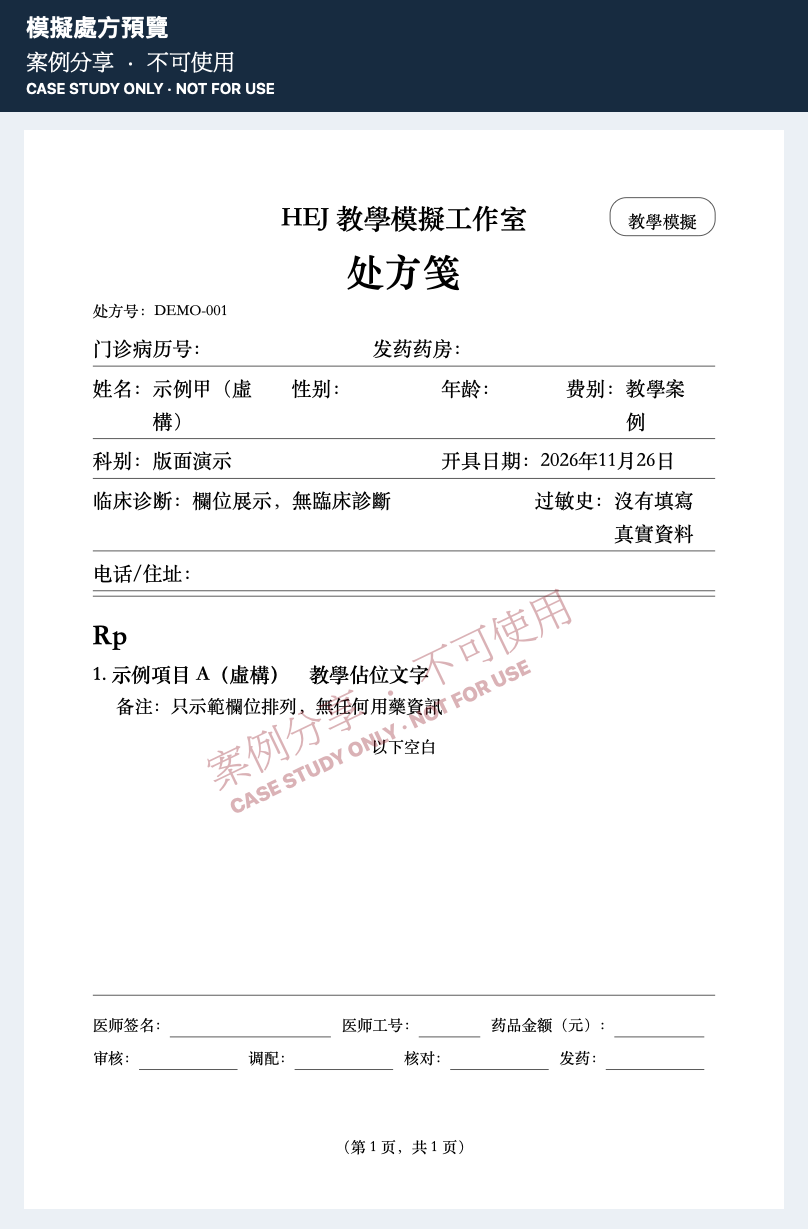 模擬處方預覽
案例分享 · 不可使用
CASE STUDY ONLY · NOT FOR USE
HEJ 教學模擬工作室
教學模擬
处方笺
处方号：DEMO-001
门诊病历号： 发药药房：
姓名：示例甲（虛構） 性别： 年龄： 费别：教學案例
科别：版面演示 开具日期：2026年11月26日
临床诊断：欄位展示，無臨床診斷 过敏史：沒有填寫真實資料
电话/住址：
Rp
1. 示例項目 A（虛構） 教學佔位文字
备注：只示範欄位排列，無任何用藥資訊
以下空白
案例分享 · 不可使用
CASE STUDY ONLY · NOT FOR USE
医师签名： 医师工号： 药品金额（元）：
审核： 调配： 核对： 发药：
（第 1 页，共 1 页）